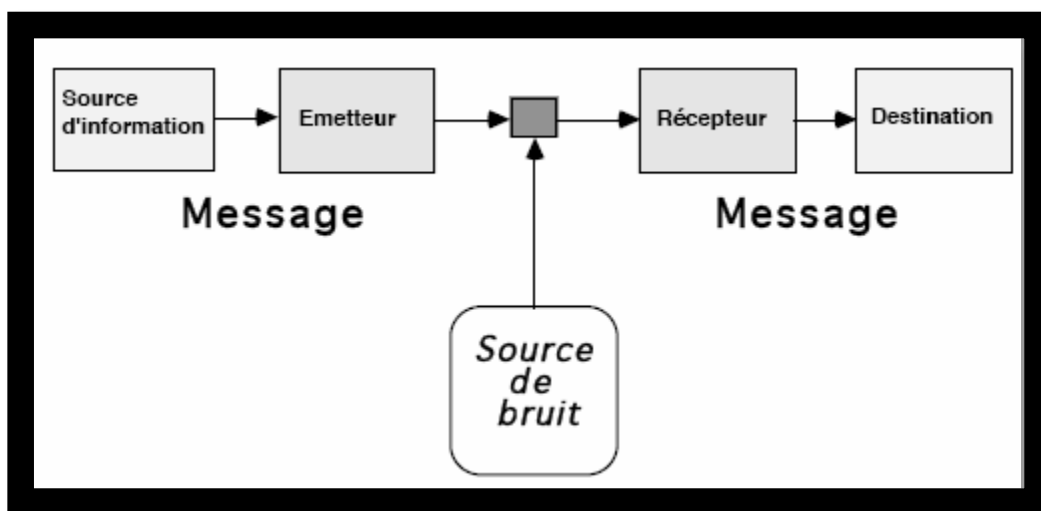 Source
d'information
Emetteur
Récepteur
Destination
Message
Message
Source
de
bruit